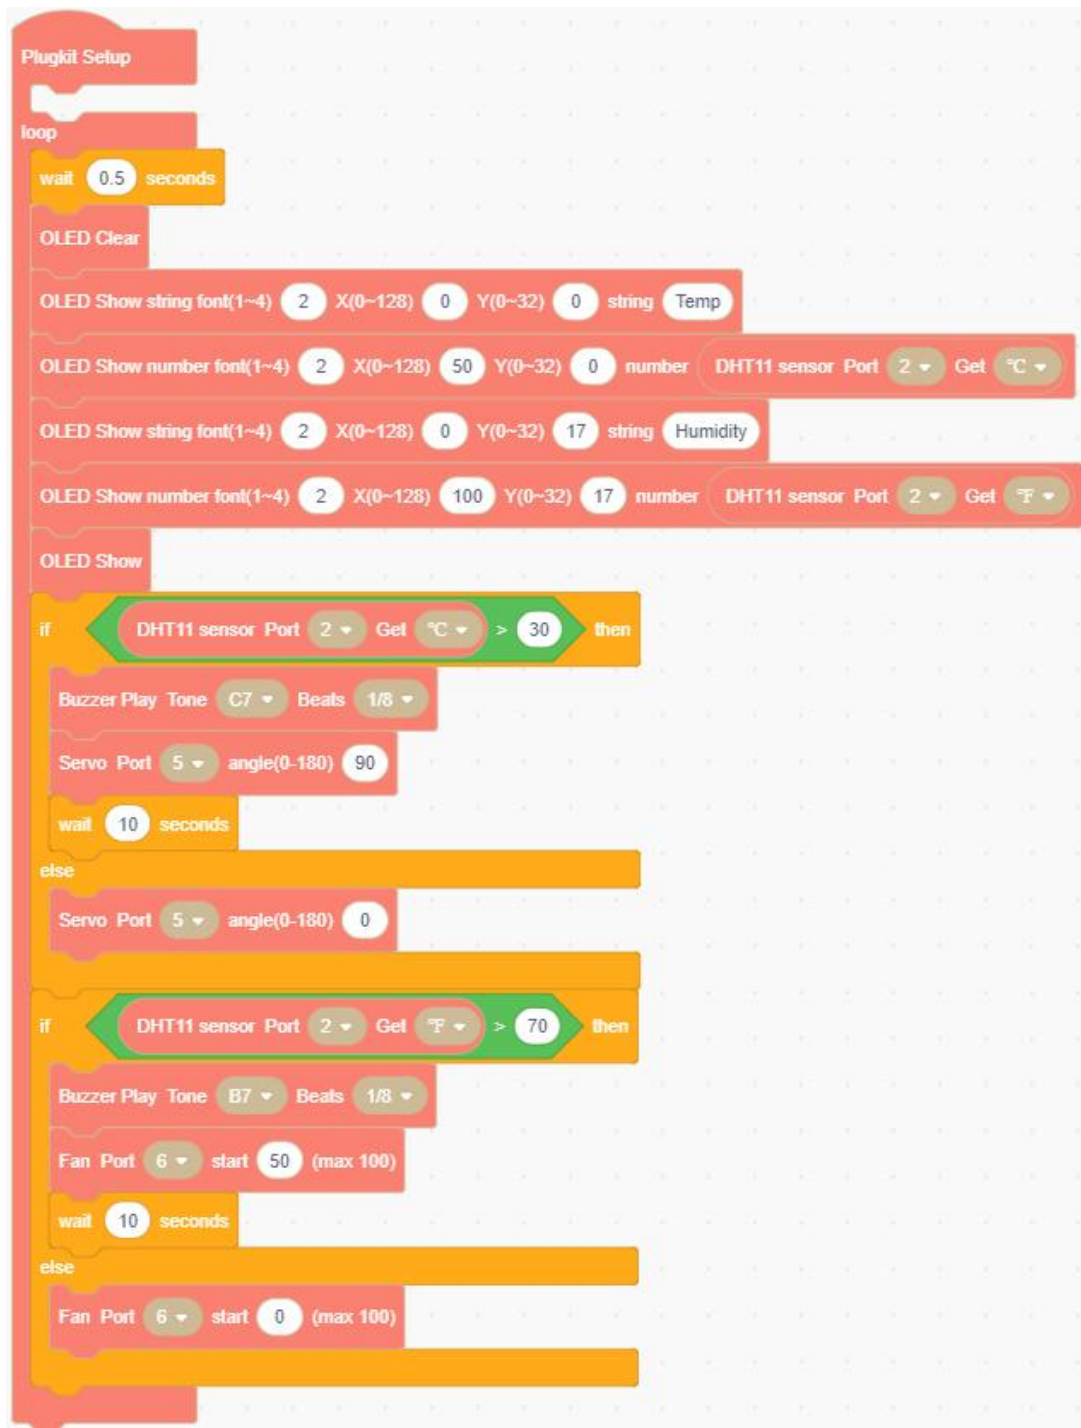 Plugkit Setup
loop
wait 0.5 seconds
OLED Clear
OLED Show string font(1~4) 2 X(0~128) 0 Y(0~32) 0 string Temp
OLED Show number font(1~4) 2 X(0~128) 50 Y(0~32) 0 number DHT11 sensor Port 2 Get °C
OLED Show string font(1~4) 2 X(0~128) 0 Y(0~32) 17 string Humidity
OLED Show number font(1~4) 2 X(0~128) 100 Y(0~32) 17 number DHT11 sensor Port 2 Get °F
OLED Show
if DHT11 sensor Port 2 Get °C > 30 then
Buzzer Play Tone C7 Beats 1/8
Servo Port 5 angle(0-180) 90
wait 10 seconds
else
Servo Port 5 angle(0-180) 0
if DHT11 sensor Port 2 Get °F > 70 then
Buzzer Play Tone B7 Beats 1/8
Fan Port 6 start 50 (max 100)
wait 10 seconds
else
Fan Port 6 start 0 (max 100)